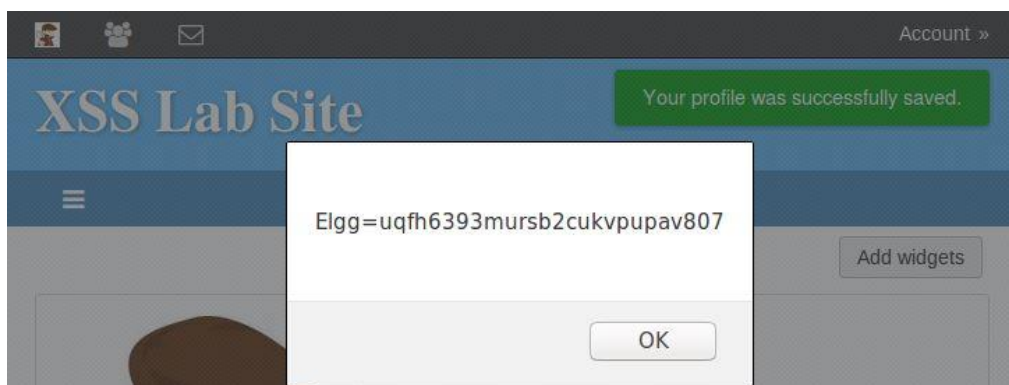 Account »
XSS Lab Site
Your profile was successfully saved.
Elgg=uqfh6393mursb2cukvpupav807
Add widgets
OK